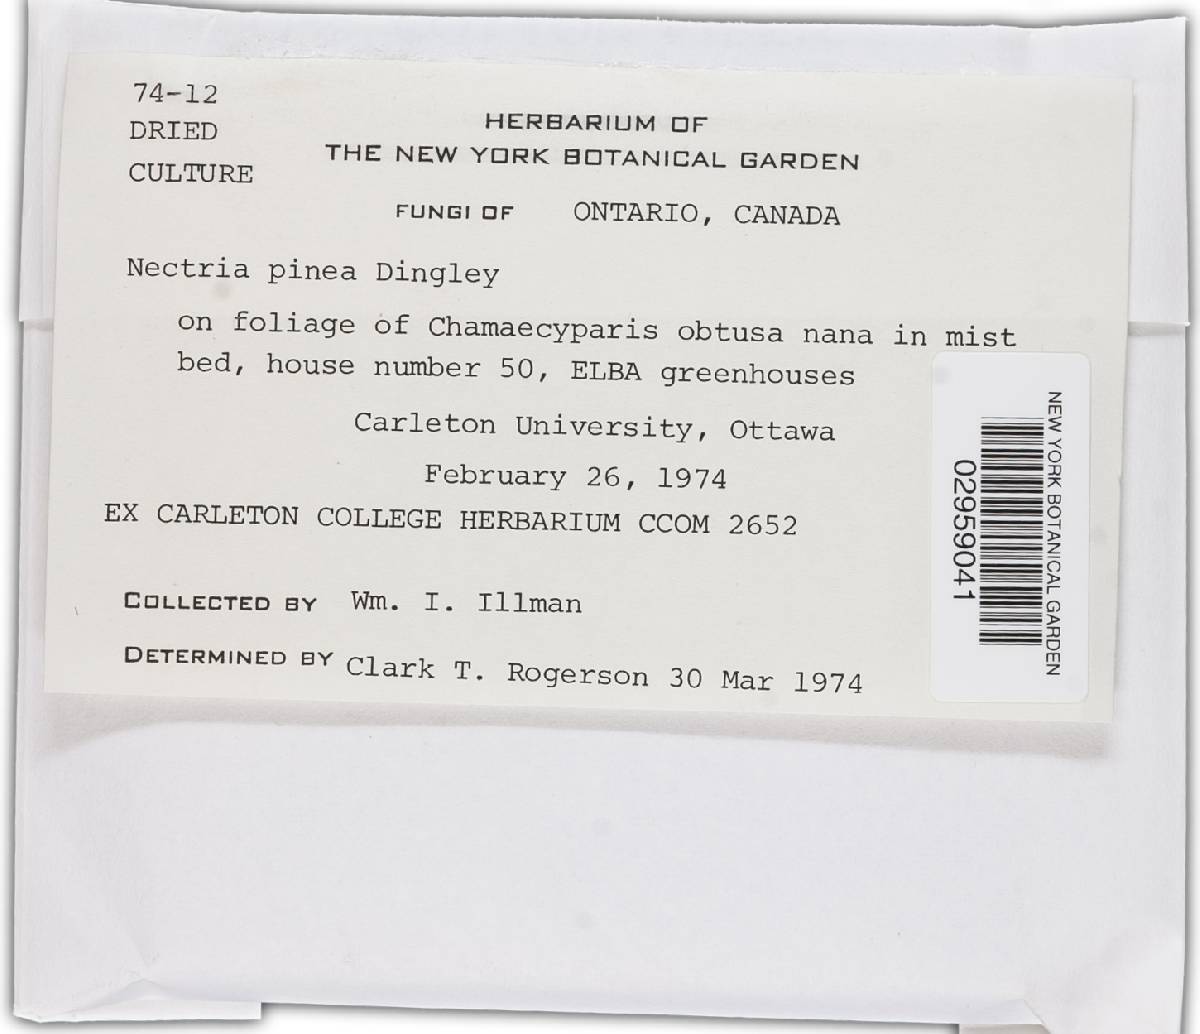 74-12
DRIED
CULTURE
HERBARIUM OF
THE NEW YORK BOTANICAL GARDEN
FUNGI OF ONTARIO, CANADA
Nectria pinea Dingley
on foliage of Chamaecyparis obtusa nana in mist
bed, house number 50, ELBA greenhouses
Carleton University, Ottawa
February 26, 1974
EX CARLETON COLLEGE HERBARIUM CCOM 2652
COLLECTED BY Wm. I. Illman
DETERMINED BY Clark T. Rogerson 30 Mar 1974
NEW YORK BOTANICAL GARDEN
02959041